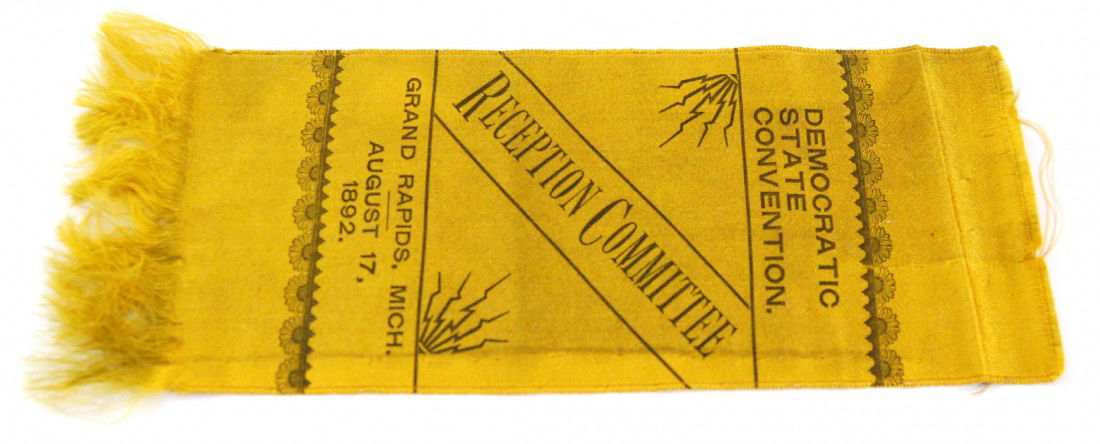 DEMOCRATIC
STATE
CONVENTION.
RECEPTION COMMITTEE
GRAND RAPIDS, MICH.
AUGUST 17,
1892.